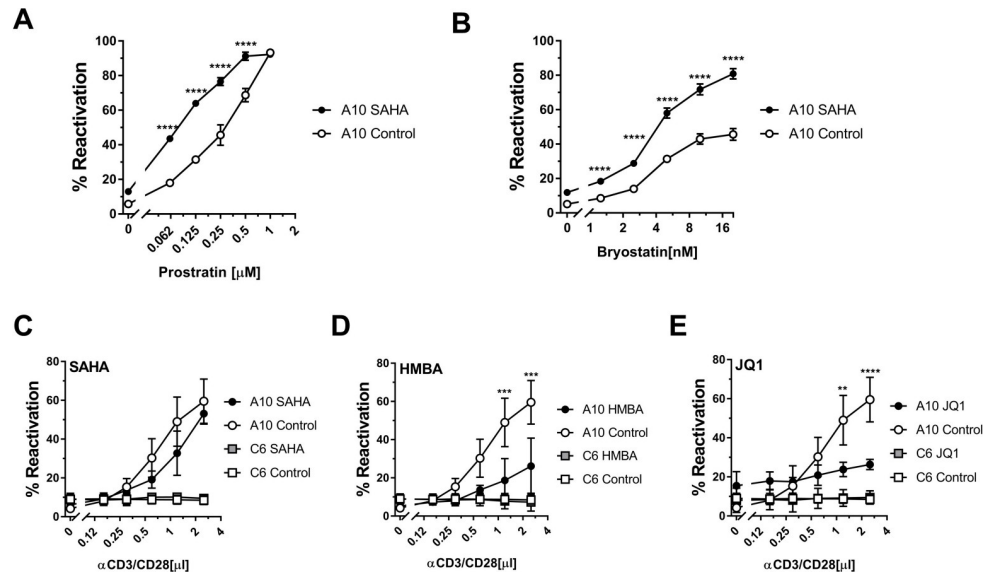 A
****
****
****
****
100
80
60
40
20
0
% Reactivation
A10 SAHA
A10 Control
0
0.062
0.125
0.25
0.5
1
2
Prostratin [μM]
B
****
****
****
****
****
100
80
60
40
20
0
% Reactivation
A10 SAHA
A10 Control
0
1
2
4
8
16
Bryostatin[nM]
C
SAHA
80
60
40
20
0
% Reactivation
A10 SAHA
A10 Control
C6 SAHA
C6 Control
0
0.12
0.25
0.5
1
2
4
αCD3/CD28[μl]
D
HMBA
***
***
80
60
40
20
0
% Reactivation
A10 HMBA
A10 Control
C6 HMBA
C6 Control
0
0.12
0.25
0.5
1
2
4
αCD3/CD28[μl]
E
JQ1
**
****
80
60
40
20
0
% Reactivation
A10 JQ1
A10 Control
C6 JQ1
C6 Control
0
0.12
0.25
0.5
1
2
4
αCD3/CD28[μl]